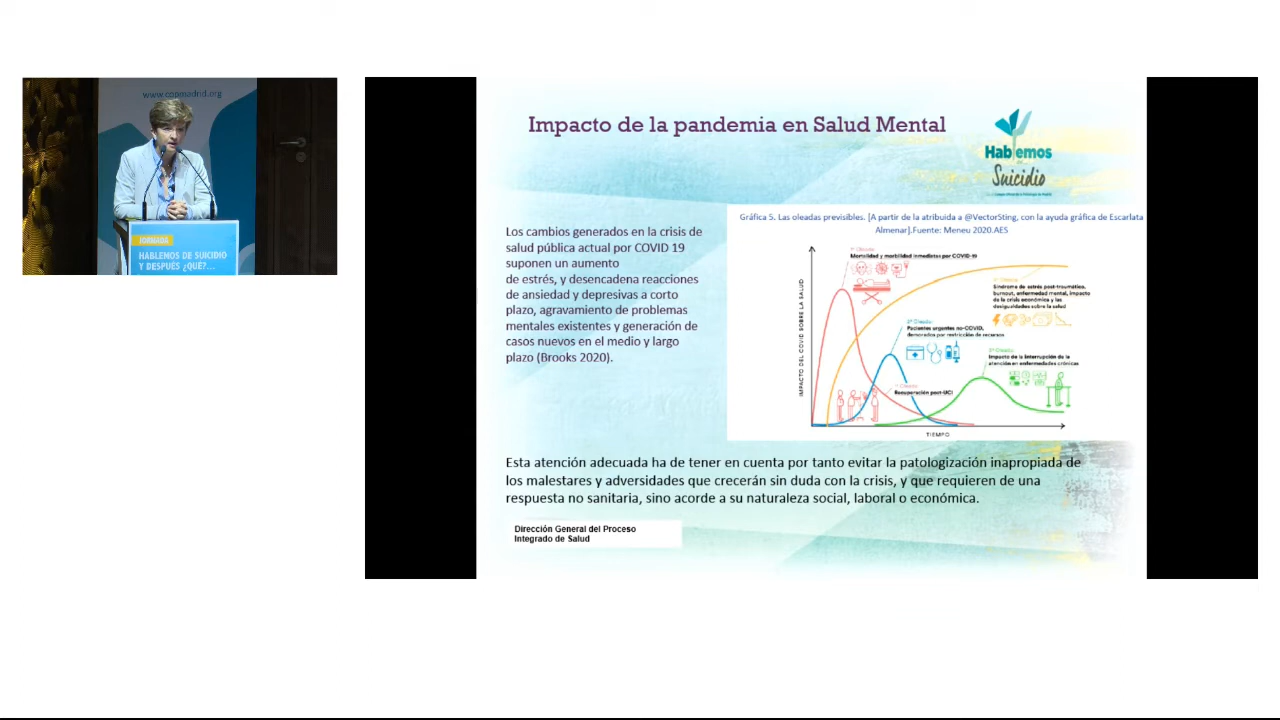 www.copmadrid.org
JORNADA
HABLEMOS DE SUICIDIO
Y DESPUÉS ¿QUÉ?...
Impacto de la pandemia en Salud Mental
Hablemos
Suicidio
Los cambios generados en la crisis de
salud pública actual por COVID 19
suponen un aumento
de estrés, y desencadena reacciones
de ansiedad y depresivas a corto
plazo, agravamiento de problemas
mentales existentes y generación de
casos nuevos en el medio y largo
plazo (Brooks 2020).
Gráfica 5. Las oleadas previsibles. [A partir de la atribuida a @VectorSting, con la ayuda gráfica de Escarlata
Almenar].Fuente: Meneu 2020.AES
IMPACTO DEL COVID SOBRE LA SALUD
1ª Oleada:
Mortalidad y morbilidad inmediatas por COVID-19
Síndrome de estrés post-traumático,
burnout, enfermedad mental, impacto
de la crisis económica y las
desigualdades sobre la salud
2ª Oleada:
Pacientes urgentes no-COVID,
demorados por restricción de recursos
3ª Oleada:
Impacto de la interrupción de la
atención en enfermedades crónicas
Recuperación post-UCI
TIEMPO
Esta atención adecuada ha de tener en cuenta por tanto evitar la patologización inapropiada de
los malestares y adversidades que crecerán sin duda con la crisis, y que requieren de una
respuesta no sanitaria, sino acorde a su naturaleza social, laboral o económica.
Dirección General del Proceso
Integrado de Salud